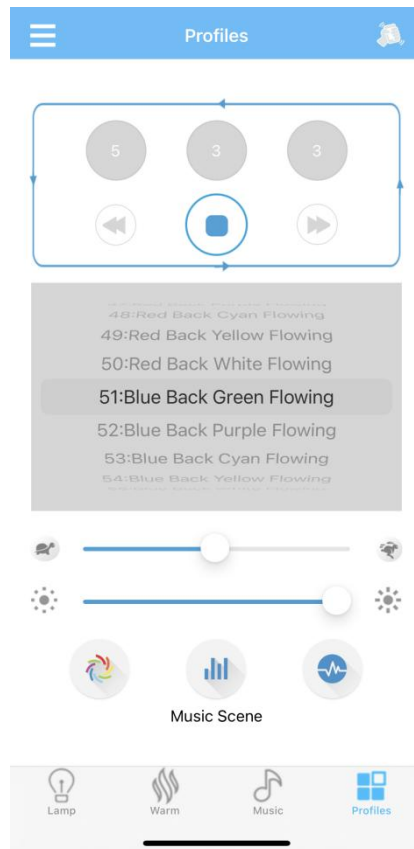 Profiles
5
3
3
48:Red Back Cyan Flowing
49:Red Back Yellow Flowing
50:Red Back White Flowing
51:Blue Back Green Flowing
52:Blue Back Purple Flowing
53:Blue Back Cyan Flowing
54:Blue Back Yellow Flowing
Music Scene
Lamp
Warm
Music
Profiles